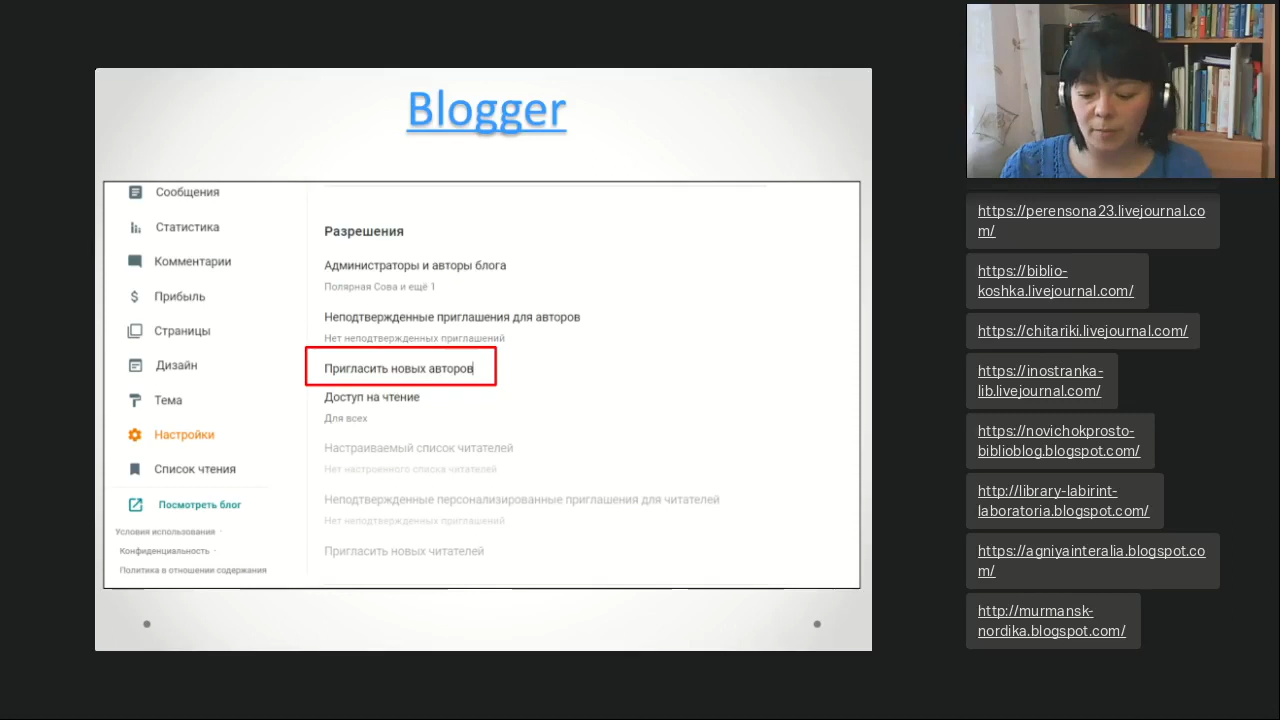 Blogger
Сообщения
Статистика
Комментарии
Прибыль
Страницы
Дизайн
Тема
Настройки
Список чтения
Посмотреть блог
Условия использования ·
Конфиденциальность ·
Политика в отношении содержания
Разрешения
Администраторы и авторы блога
Полярная Сова и ещё 1
Неподтвержденные приглашения для авторов
Нет неподтвержденных приглашений
Пригласить новых авторов
Доступ на чтение
Для всех
Настраиваемый список читателей
Нет настроенного списка читателей
Неподтвержденные персонализированные приглашения для читателей
Нет неподтвержденных приглашений
Пригласить новых читателей
https://perensona23.livejournal.co
m/
https://biblio-
koshka.livejournal.com/
https://chitariki.livejournal.com/
https://inostranka-
lib.livejournal.com/
https://novichokprosto-
biblioblog.blogspot.com/
http://library-labirint-
laboratoria.blogspot.com/
https://agniyainteralia.blogspot.co
m/
http://murmansk-
nordika.blogspot.com/